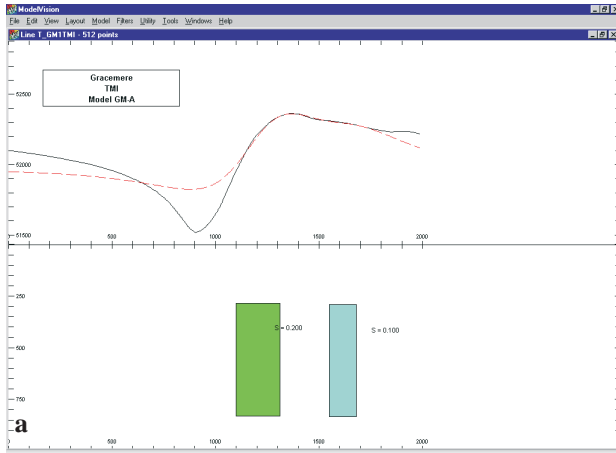 ModelVision
File Edit View Layout Model Filters Utility Tools Windows Help
Line T_GM1TMI - 512 points
Gracemere
TMI
Model GM-A
52500
52000
51500
500 1000 1500 2000
250
S = 0.200
S = 0.100
500
750
a
500 1000 1500 2000